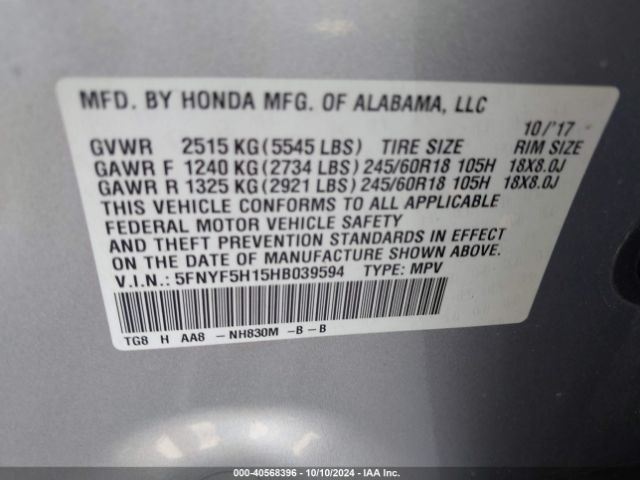 MFD. BY HONDA MFG. OF ALABAMA, LLC
10/'17
GVWR 2515 KG (5545 LBS) TIRE SIZE RIM SIZE
GAWR F 1240 KG (2734 LBS) 245/60R18 105H 18X8.0J
GAWR R 1325 KG (2921 LBS) 245/60R18 105H 18X8.0J
THIS VEHICLE CONFORMS TO ALL APPLICABLE
FEDERAL MOTOR VEHICLE SAFETY
AND THEFT PREVENTION STANDARDS IN EFFECT
ON THE DATE OF MANUFACTURE SHOWN ABOVE.
V.I.N.: 5FNYF5H15HB039594 TYPE: MPV
TG8 H AA8 -NH830M -B-B
000-40568396 | 10/10/2024 | IAA Inc.